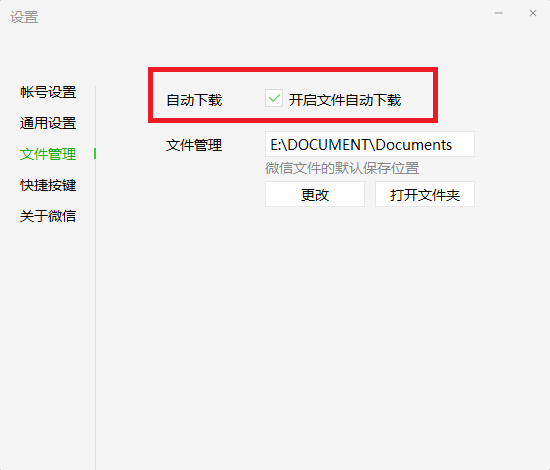 设置
帐号设置
通用设置
文件管理
快捷按键
关于微信
自动下载 开启文件自动下载
文件管理 E:\DOCUMENT\Documents
微信文件的默认保存位置
更改 打开文件夹